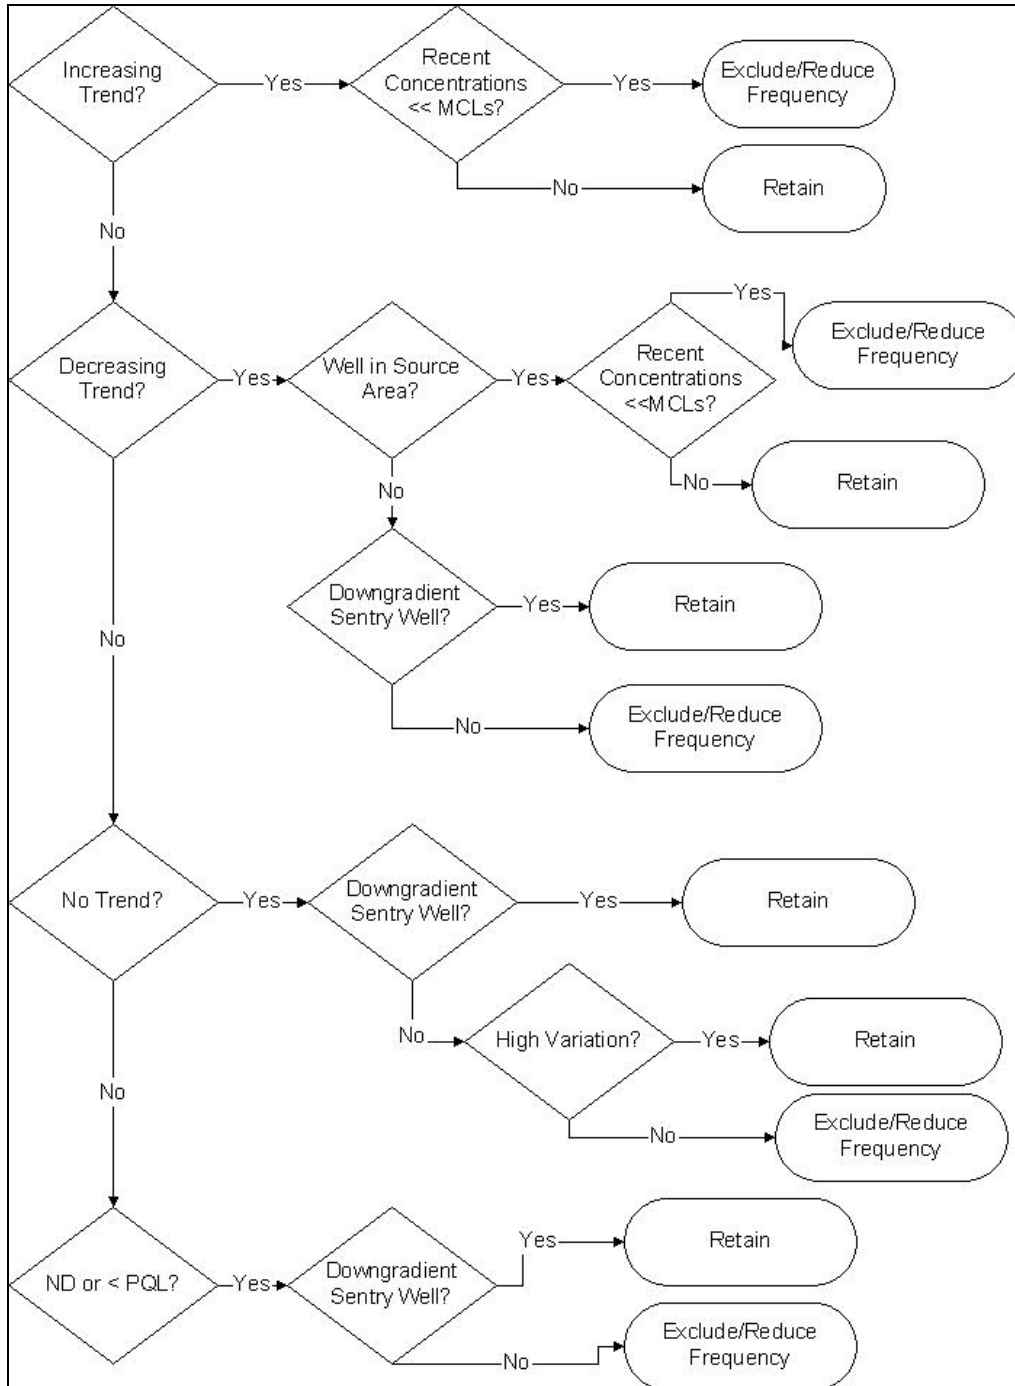 Increasing
Trend?
Yes
Recent
Concentrations
<< MCLs?
Yes
Exclude/Reduce
Frequency
No
Retain
No
Decreasing
Trend?
Yes
Well in Source
Area?
Yes
Recent
Concentrations
<<MCLs?
Yes
Exclude/Reduce
Frequency
No
Retain
No
Downgradient
Sentry Well?
Yes
Retain
No
Exclude/Reduce
Frequency
No
No Trend?
Yes
Downgradient
Sentry Well?
Yes
Retain
No
High Variation?
Yes
Retain
No
Exclude/Reduce
Frequency
No
ND or < PQL?
Yes
Downgradient
Sentry Well?
Yes
Retain
No
Exclude/Reduce
Frequency